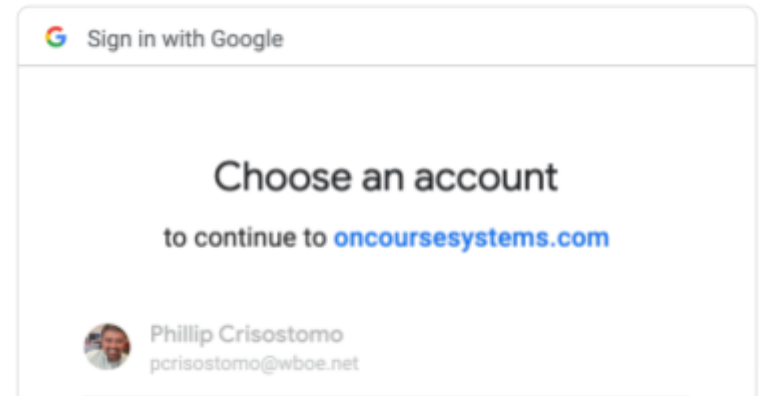 Sign in with Google
Choose an account
to continue to oncoursesystems.com
Phillip Crisostomo
pcrisostomo@wboe.net